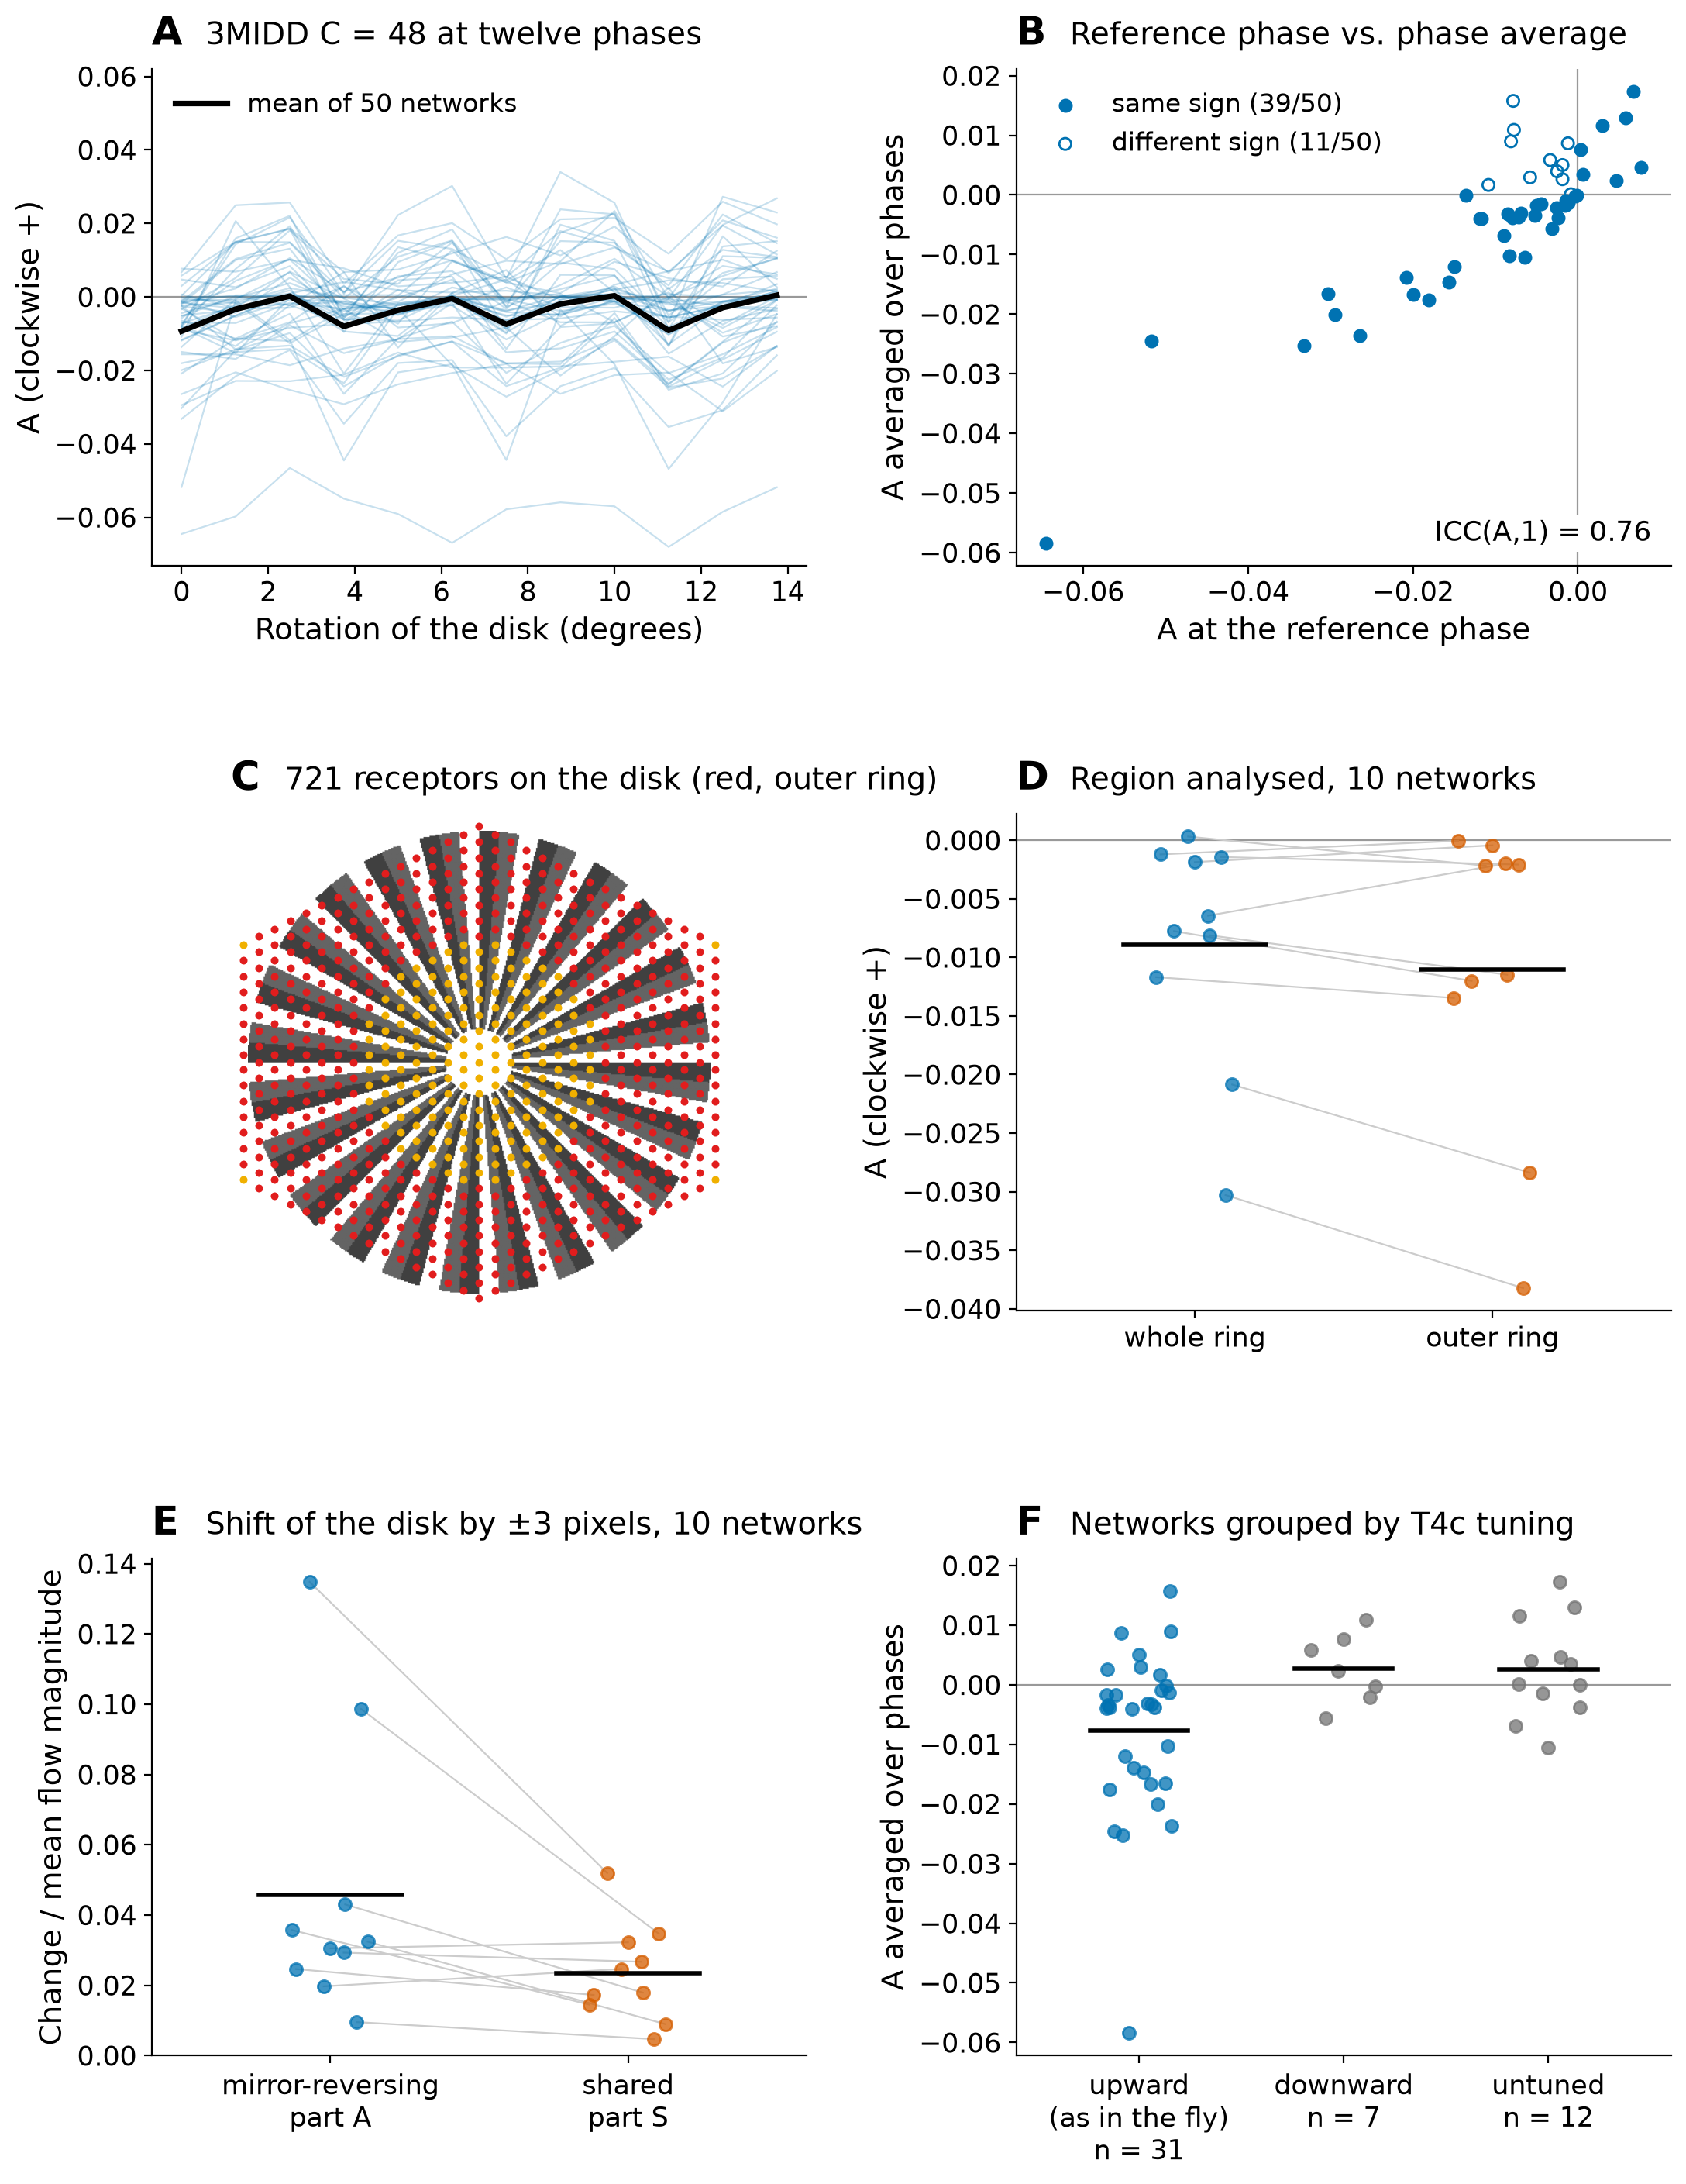 A 3MIDD C = 48 at twelve phases
0.06
0.04
0.02
0.00
−0.02
−0.04
−0.06
A (clockwise +)
mean of 50 networks
0 2 4 6 8 10 12 14
Rotation of the disk (degrees)
B Reference phase vs. phase average
0.02
0.01
0.00
−0.01
−0.02
−0.03
−0.04
−0.05
−0.06
A averaged over phases
same sign (39/50)
different sign (11/50)
ICC(A,1) = 0.76
−0.06 −0.04 −0.02 0.00
A at the reference phase
C 721 receptors on the disk (red, outer ring)
D Region analysed, 10 networks
0.000
−0.005
−0.010
−0.015
−0.020
−0.025
−0.030
−0.035
−0.040
A (clockwise +)
whole ring outer ring
E Shift of the disk by ±3 pixels, 10 networks
0.14
0.12
0.10
0.08
0.06
0.04
0.02
0.00
Change / mean flow magnitude
mirror-reversing
part A
shared
part S
F Networks grouped by T4c tuning
0.02
0.01
0.00
−0.01
−0.02
−0.03
−0.04
−0.05
−0.06
A averaged over phases
upward
(as in the fly)
n = 31
downward
n = 7
untuned
n = 12